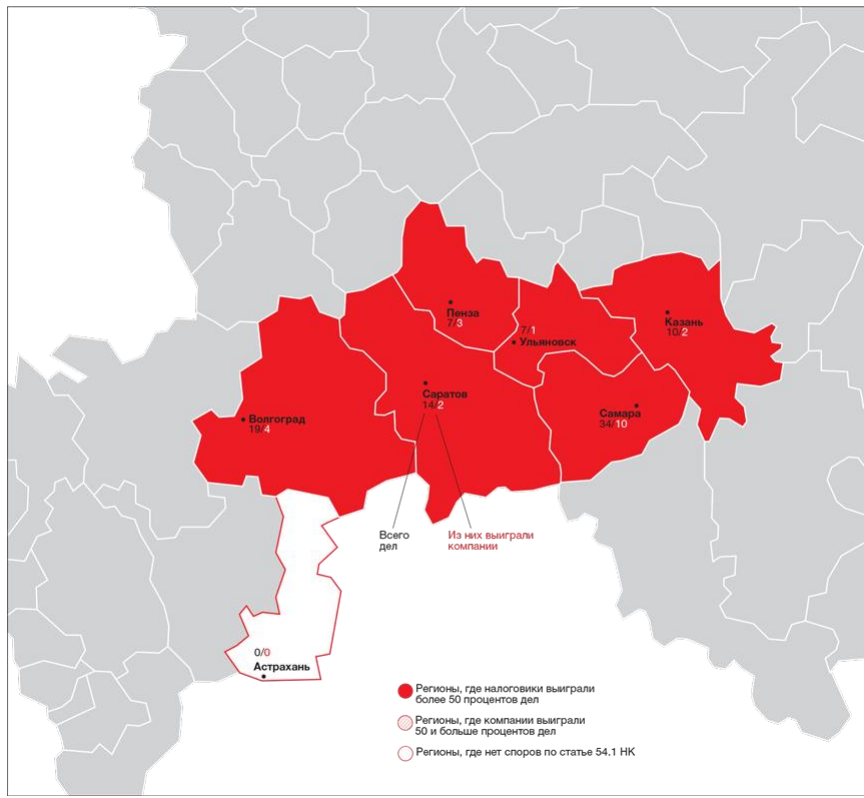 Пенза
7/3
7/1
Ульяновск
Казань
10/2
Саратов
14/2
Самара
34/10
Волгоград
19/4
Всего
дел
Из них выиграли
компании
0/0
Астрахань
Регионы, где налоговики выиграли
более 50 процентов дел
Регионы, где компании выиграли
50 и больше процентов дел
Регионы, где нет споров по статье 54.1 НК